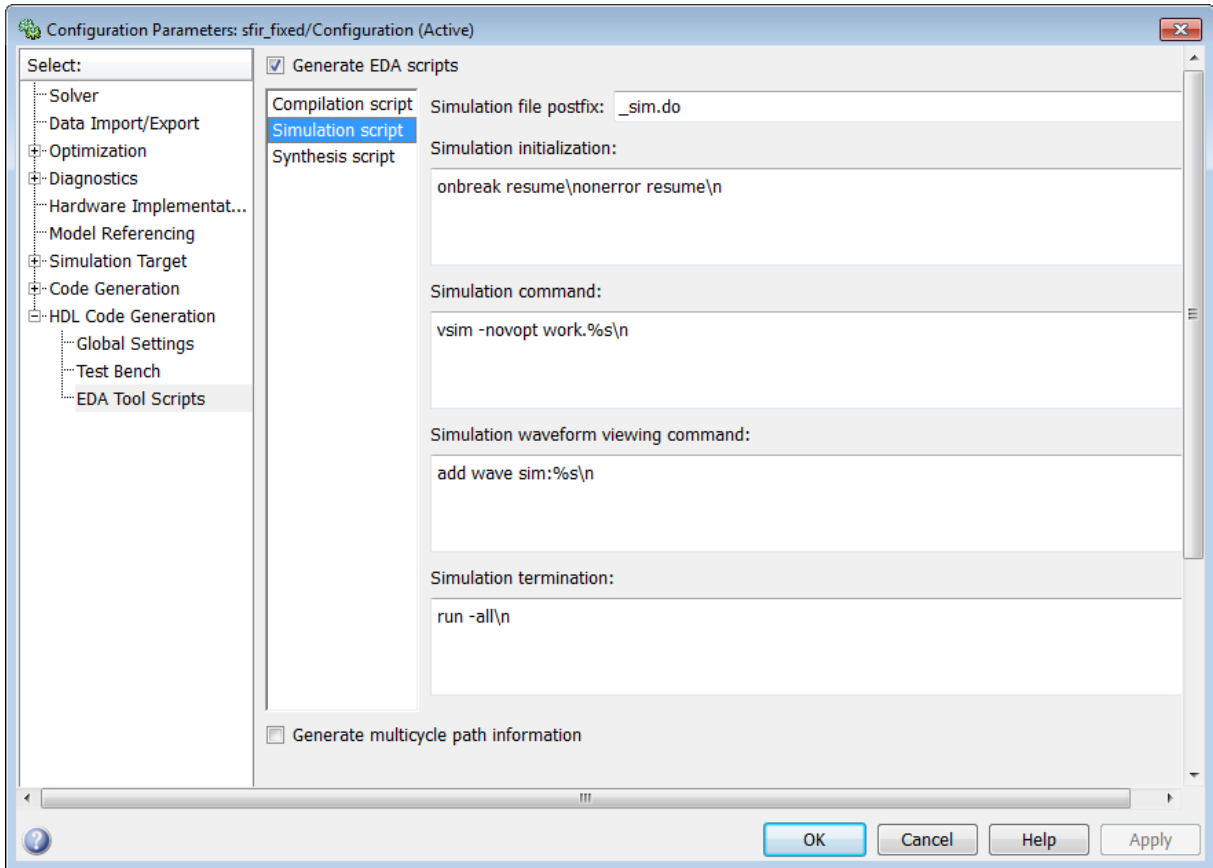 Configuration Parameters: sfir_fixed/Configuration (Active)
Select:
Solver
Data Import/Export
Optimization
Diagnostics
Hardware Implementat...
Model Referencing
Simulation Target
Code Generation
HDL Code Generation
Global Settings
Test Bench
EDA Tool Scripts
Generate EDA scripts
Compilation script
Simulation script
Synthesis script
Simulation file postfix: _sim.do
Simulation initialization:
onbreak resume\nonerror resume\n
Simulation command:
vsim -novopt work.%s\n
Simulation waveform viewing command:
add wave sim:%s\n
Simulation termination:
run -all\n
Generate multicycle path information
OK Cancel Help Apply